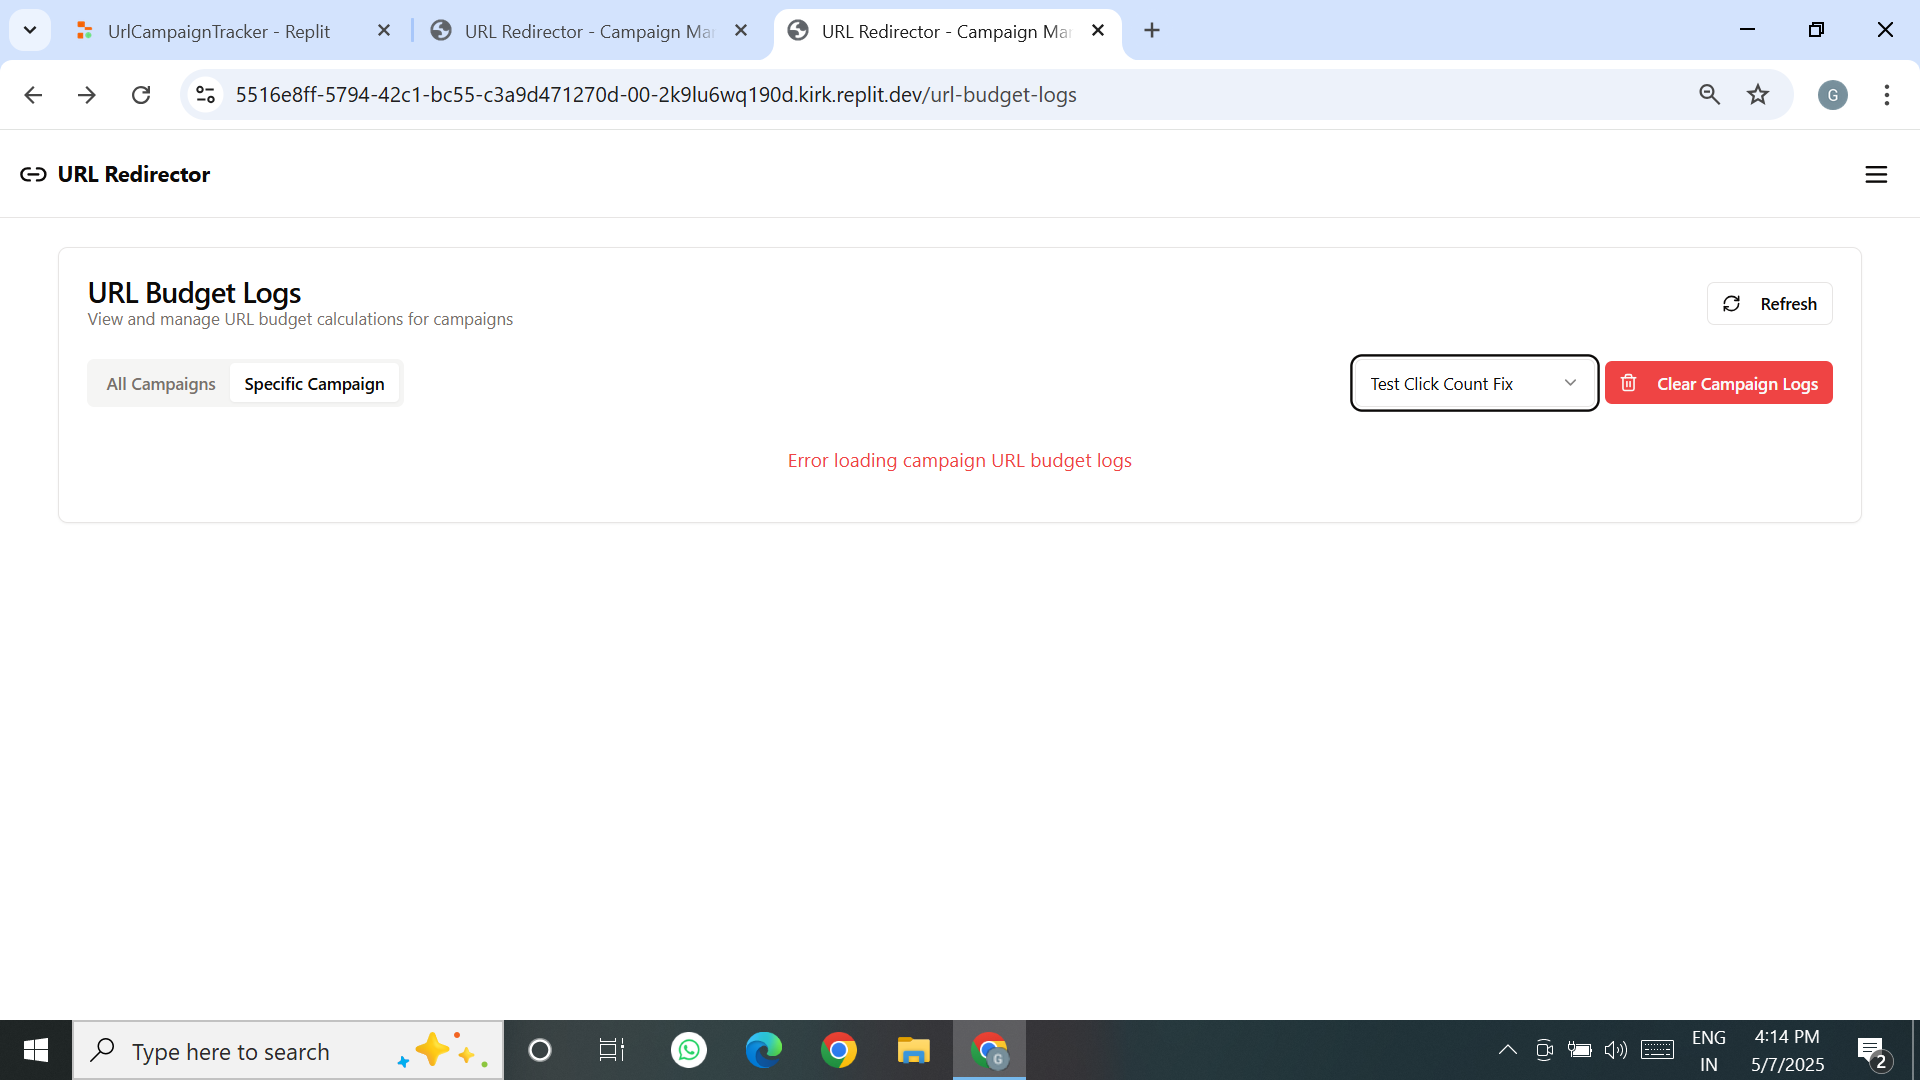 UrlCampaignTracker - Replit
URL Redirector - Campaign Ma
URL Redirector - Campaign Mar
5516e8ff-5794-42c1-bc55-c3a9d471270d-00-2k9lu6wq190d.kirk.replit.dev/url-budget-logs
G
URL Redirector
URL Budget Logs
View and manage URL budget calculations for campaigns
Refresh
All Campaigns
Specific Campaign
Test Click Count Fix
Clear Campaign Logs
Error loading campaign URL budget logs
Type here to search
G
ENG
IN
4:14 PM
5/7/2025
2